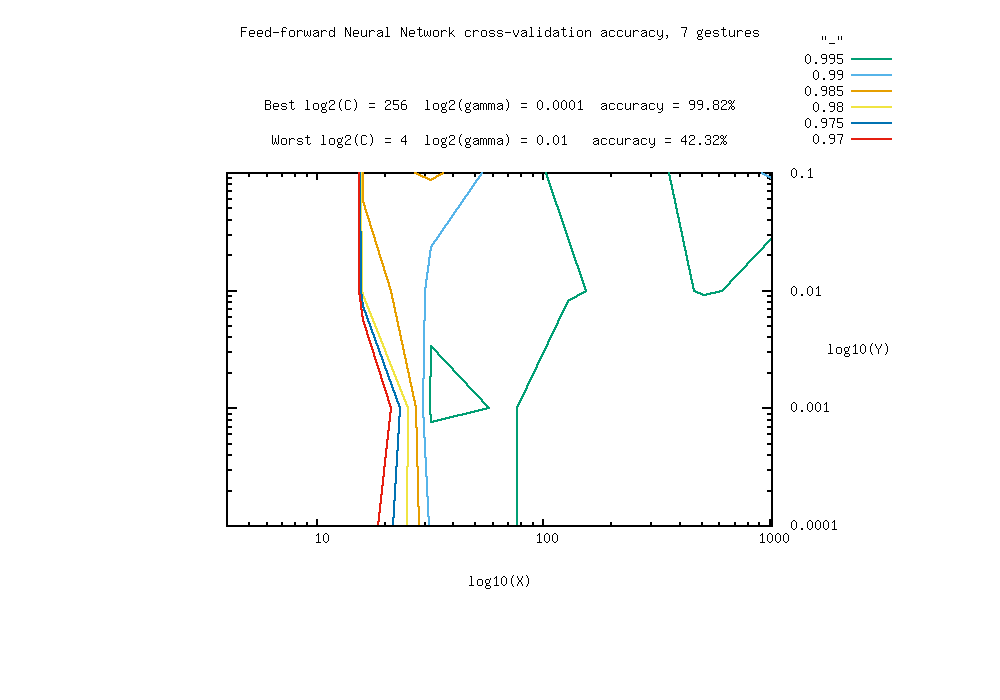 Feed-forward Neural Network cross-validation accuracy, 7 gestures
"_"
0.995
0.99
0.985
0.98
0.975
0.97
Best log2(C) = 256  log2(gamma) = 0.0001  accuracy = 99.82%
Worst log2(C) = 4  log2(gamma) = 0.01   accuracy = 42.32%
0.1
0.01
log10(Y)
0.001
0.0001
10
100
1000
log10(X)